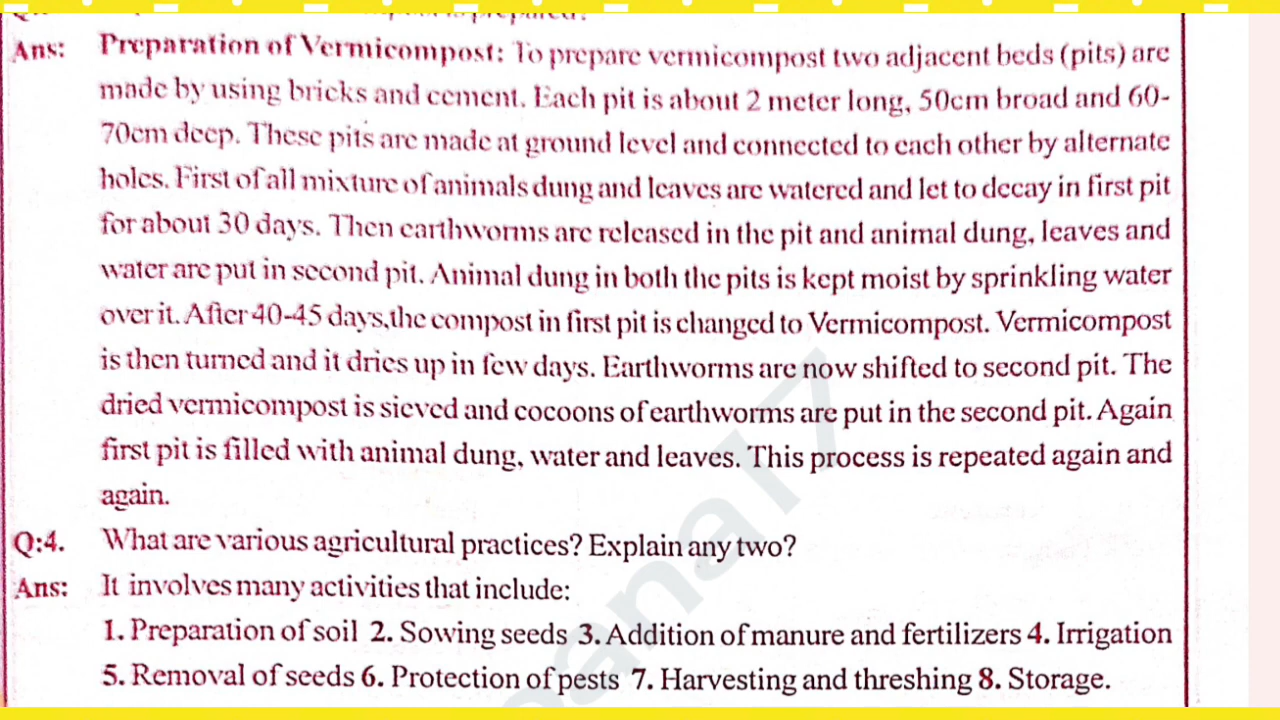 Ans: Preparation of Vermicompost: To prepare vermicompost two adjacent beds (pits) are
made by using bricks and cement. Each pit is about 2 meter long, 50cm broad and 60-
70cm deep. These pits are made at ground level and connected to each other by alternate
holes. First of all mixture of animals dung and leaves are watered and let to decay in first pit
for about 30 days. Then earthworms are released in the pit and animal dung, leaves and
water are put in second pit. Animal dung in both the pits is kept moist by sprinkling water
over it. After 40-45 days,the compost in first pit is changed to Vermicompost. Vermicompost
is then turned and it dries up in few days. Earthworms are now shifted to second pit. The
dried vermicompost is sieved and cocoons of earthworms are put in the second pit. Again
first pit is filled with animal dung, water and leaves. This process is repeated again and
again.
Q:4. What are various agricultural practices? Explain any two?
Ans: It involves many activities that include:
1. Preparation of soil 2. Sowing seeds 3. Addition of manure and fertilizers 4. Irrigation
5. Removal of seeds 6. Protection of pests 7. Harvesting and threshing 8. Storage.